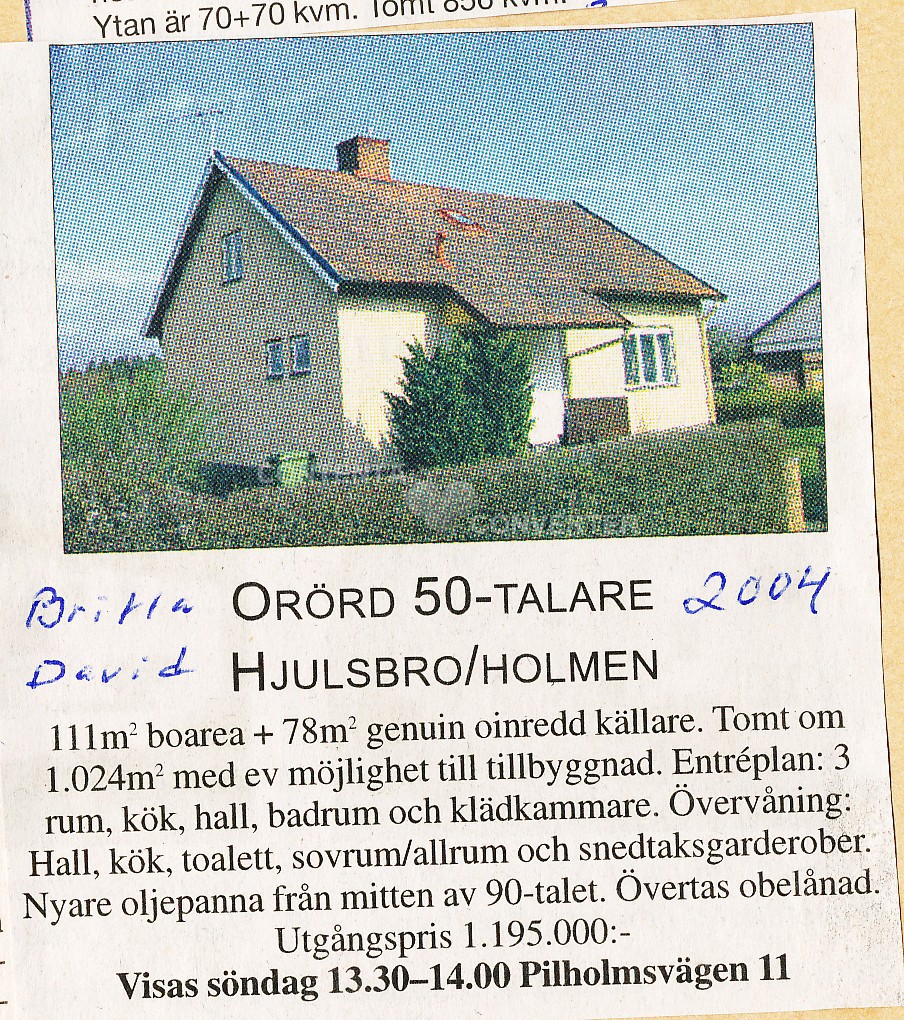 Ytan är 70+70 kvm. Tomt 850 kvm.
CONVENTER
Britta ORÖRD 50-TALARE 2004
David HJULSBRO/HOLMEN
111m² boarea + 78m² genuin oinredd källare. Tomt om
1.024m² med ev möjlighet till tillbyggnad. Entréplan: 3
rum, kök, hall, badrum och klädkammare. Övervåning:
Hall, kök, toalett, sovrum/allrum och snedtaksgarderober.
Nyare oljepanna från mitten av 90-talet. Övertas obelånad.
Utgångspris 1.195.000:-
Visas söndag 13.30–14.00 Pilholmsvägen 11